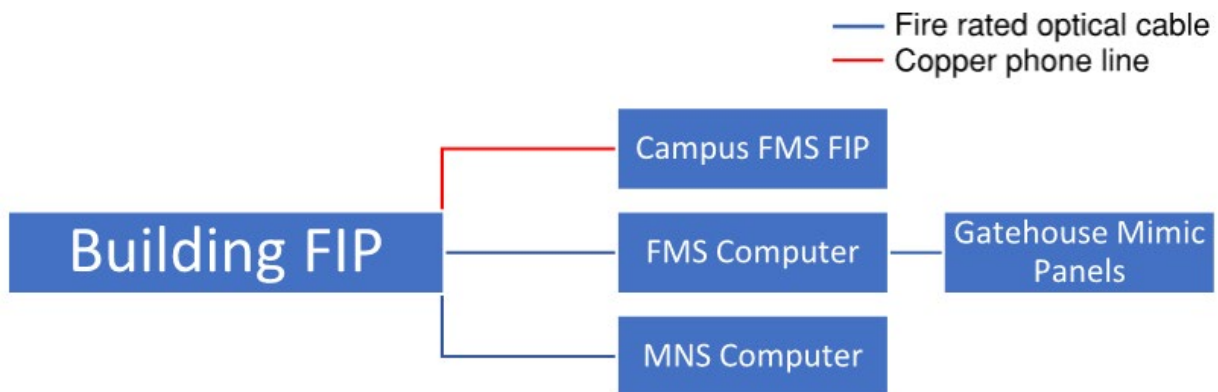 Fire rated optical cable
Copper phone line
Campus FMS FIP
Building FIP
FMS Computer
Gatehouse Mimic
Panels
MNS Computer